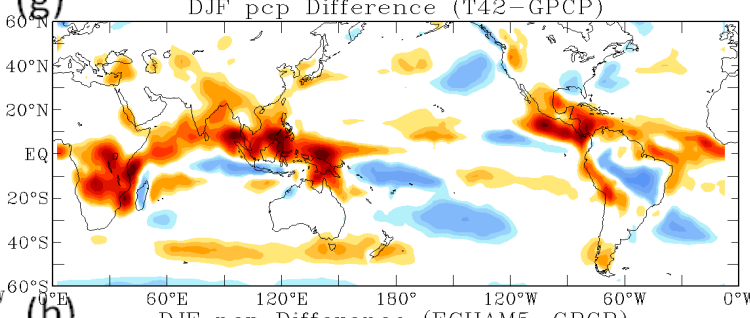 (g)
DJF pcp Difference (T42-GPCP)
60°N
40°N
20°N
EQ
20°S
40°S
60°S
0°E 60°E 120°E 180° 120°W 60°W 0°W
(h)
DJF pcp Difference (ECHAM5-GPCP)